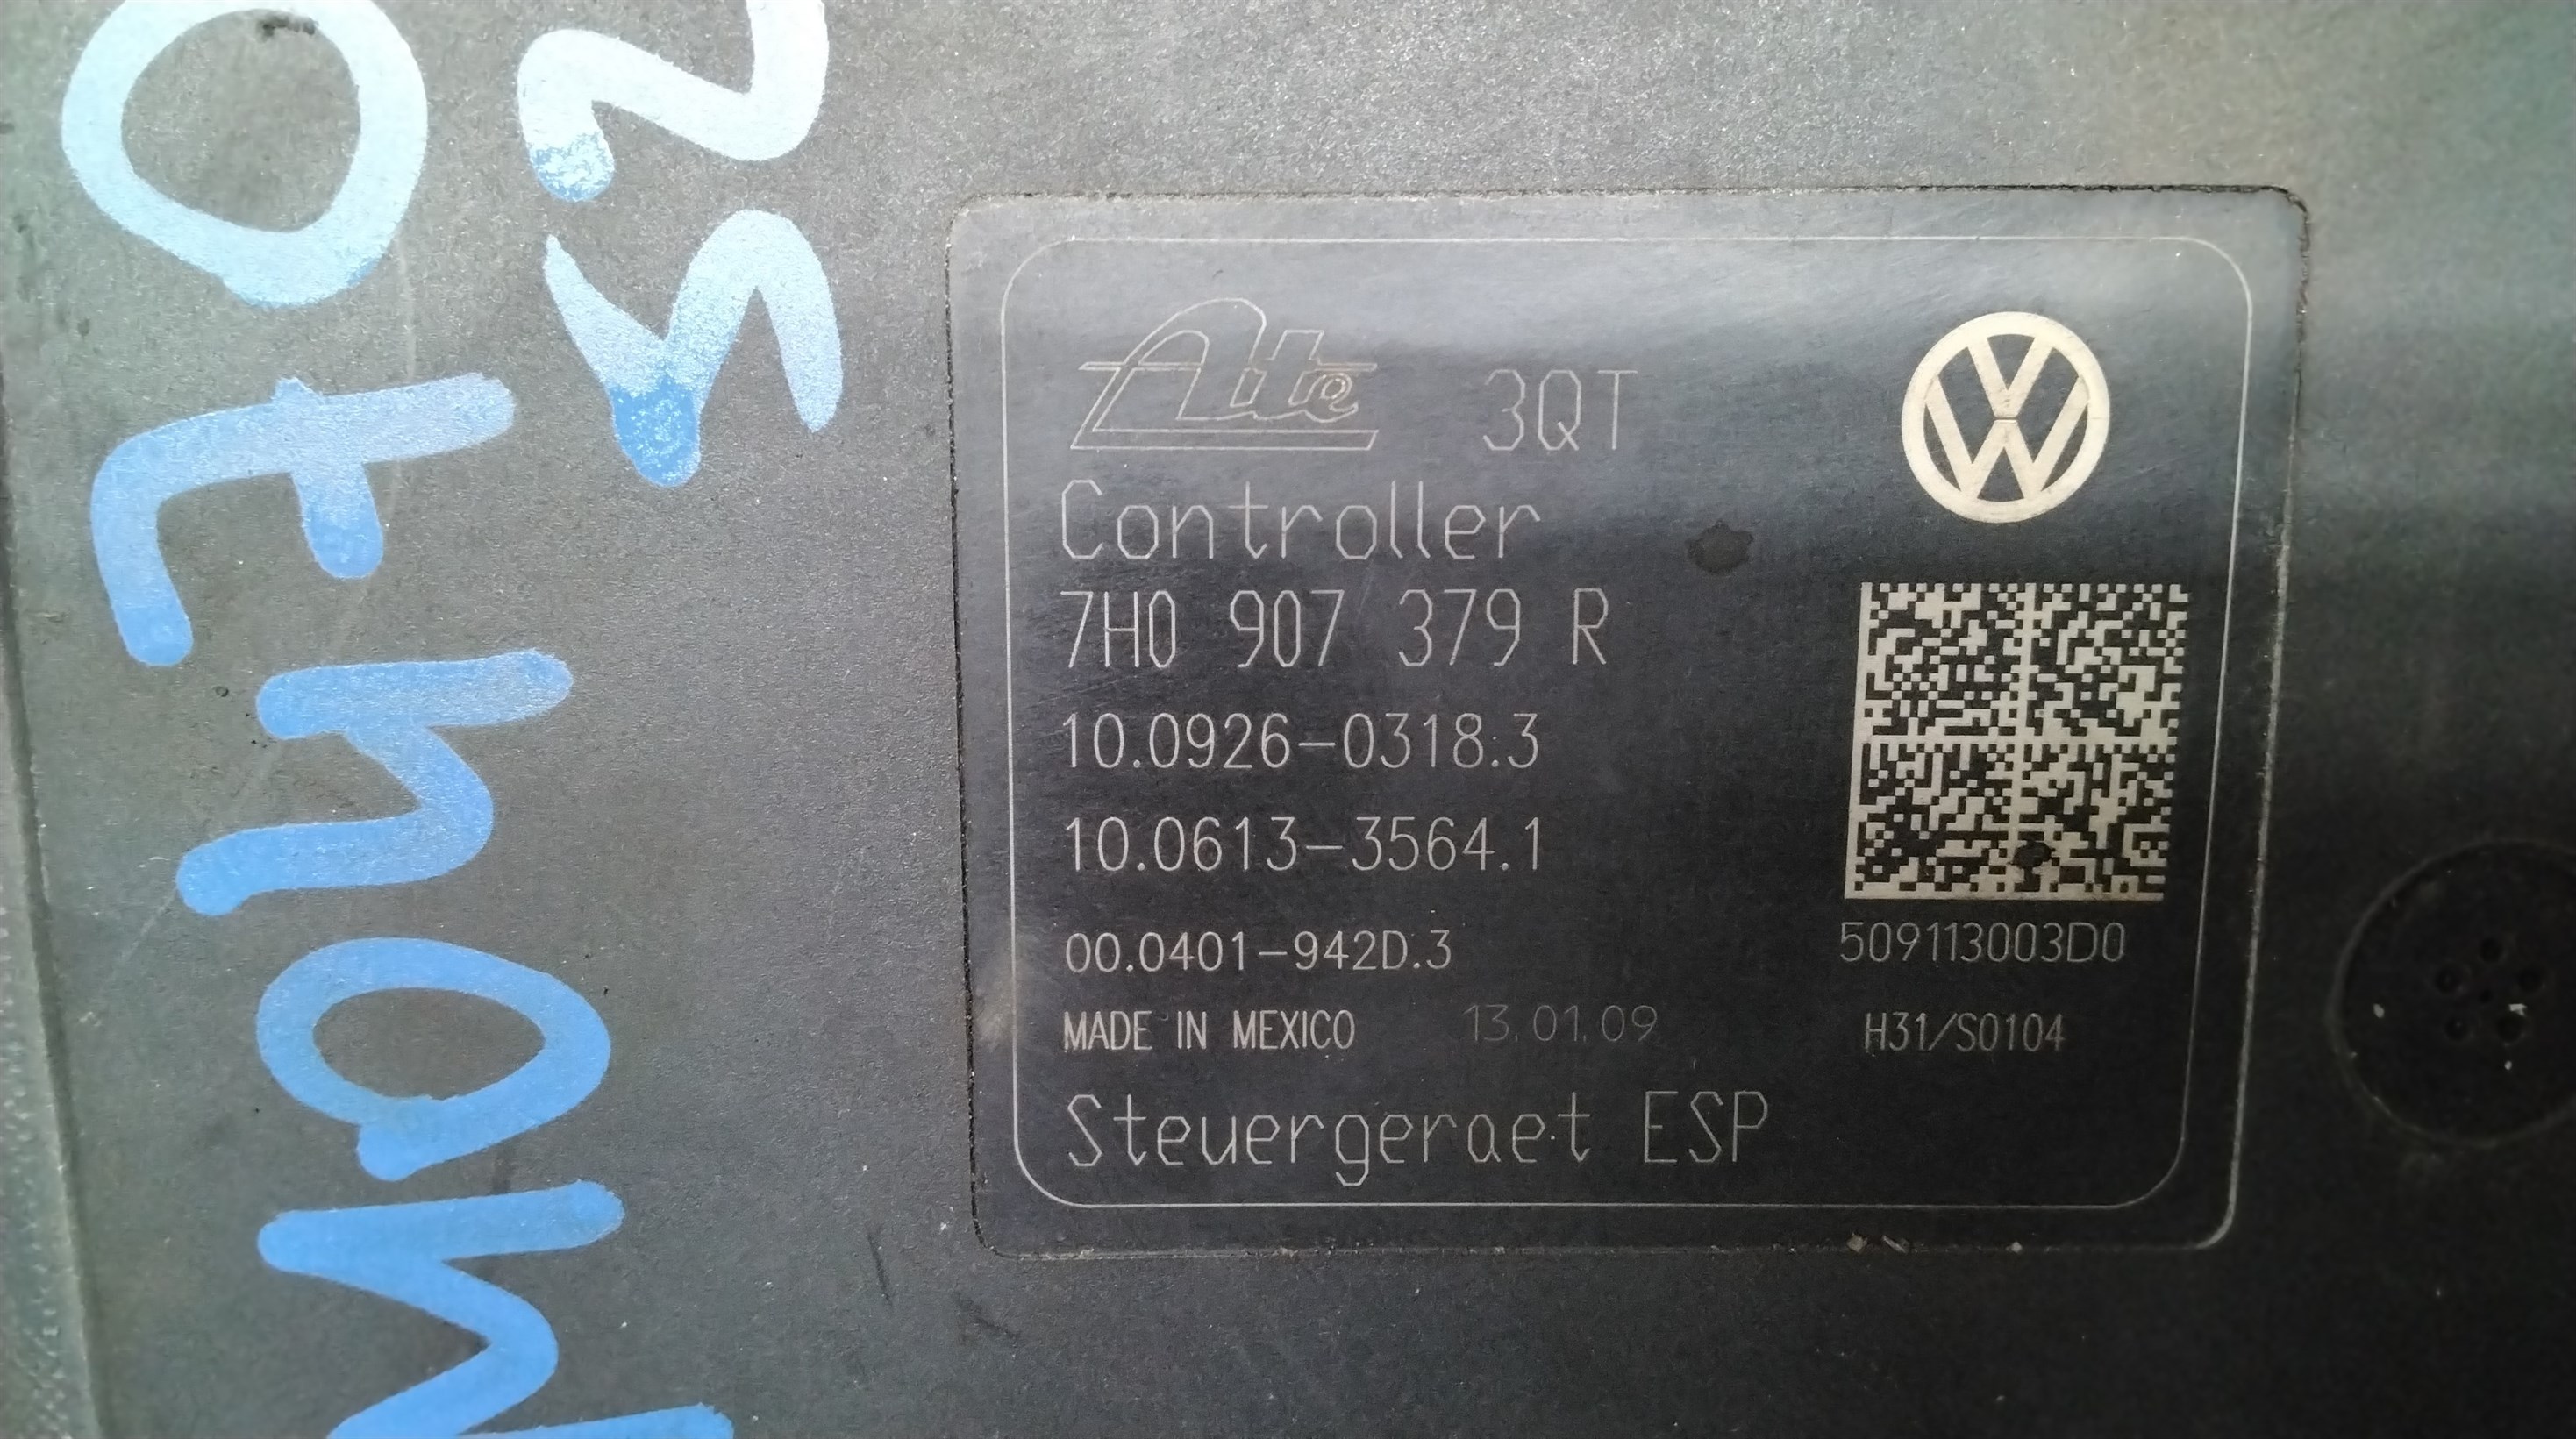 Ate 3QT
Controller
7H0 907 379 R
10.0926-0318.3
10.0613-3564.1
00.0401-942D.3
MADE IN MEXICO 13.01.09
Steuergeraet ESP
509113003D0
H31/S0104